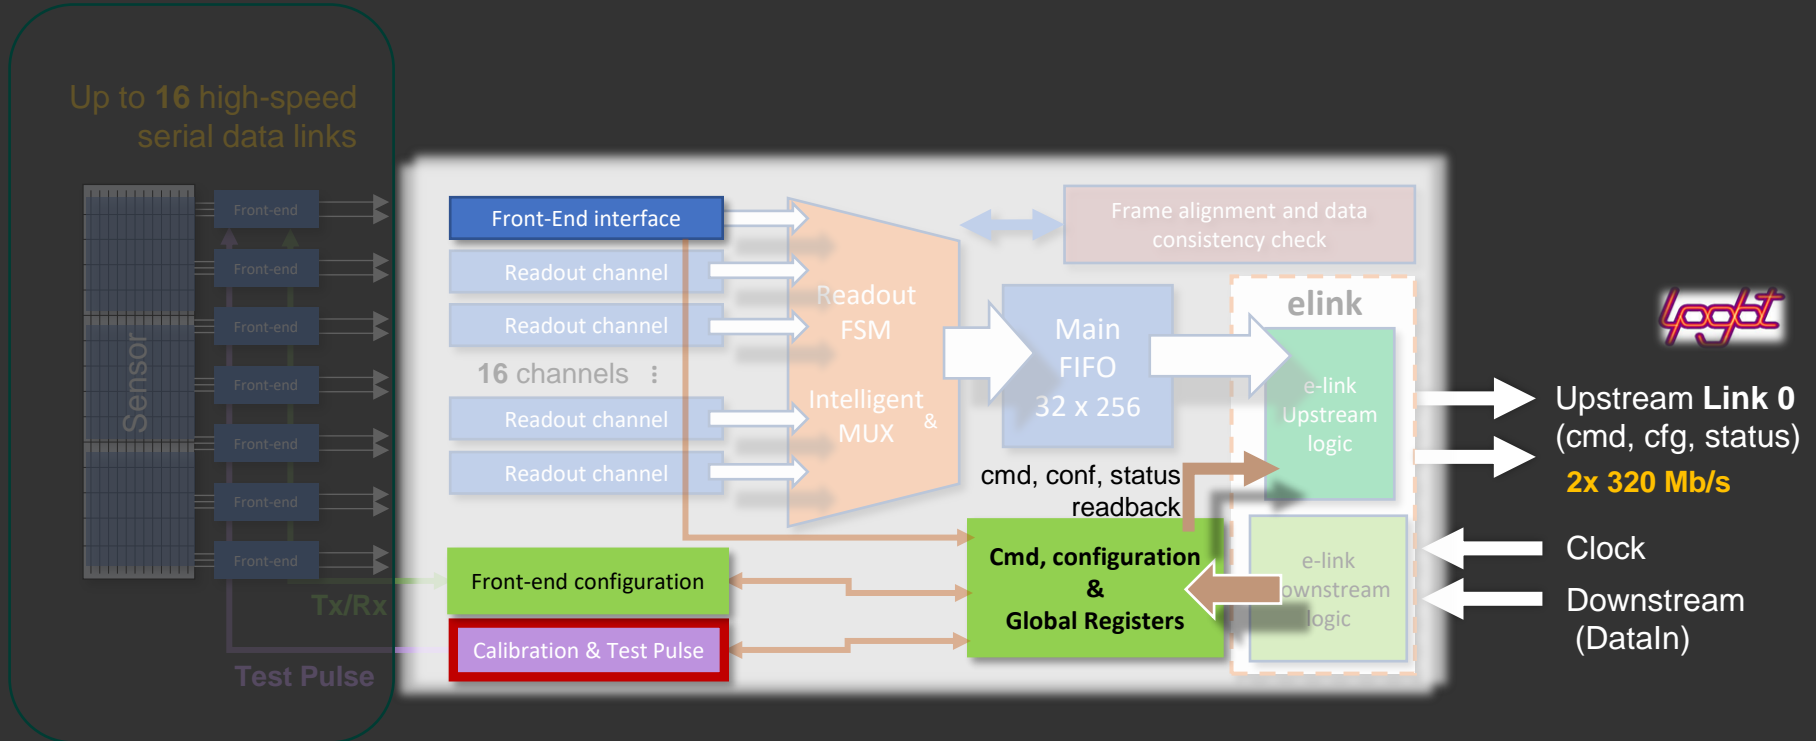 Up to 16 high-speed
serial data links
Sensor
Front-end
Front-end
Front-end
Front-end
Front-end
Front-end
Front-end
Tx/Rx
Test Pulse
Front-End interface
Readout channel
Readout channel
16 channels ⋮
Readout channel
Readout channel
Readout
FSM
Intelligent
&
MUX
Frame alignment and data
consistency check
Main
FIFO
32 x 256
elink
e-link
Upstream
logic
cmd, conf, status
readback
Front-end configuration
Calibration & Test Pulse
Cmd, configuration
&
Global Registers
e-link
ownstream
logic
lpgbt
Upstream Link 0
(cmd, cfg, status)
2x 320 Mb/s
Clock
Downstream
(DataIn)